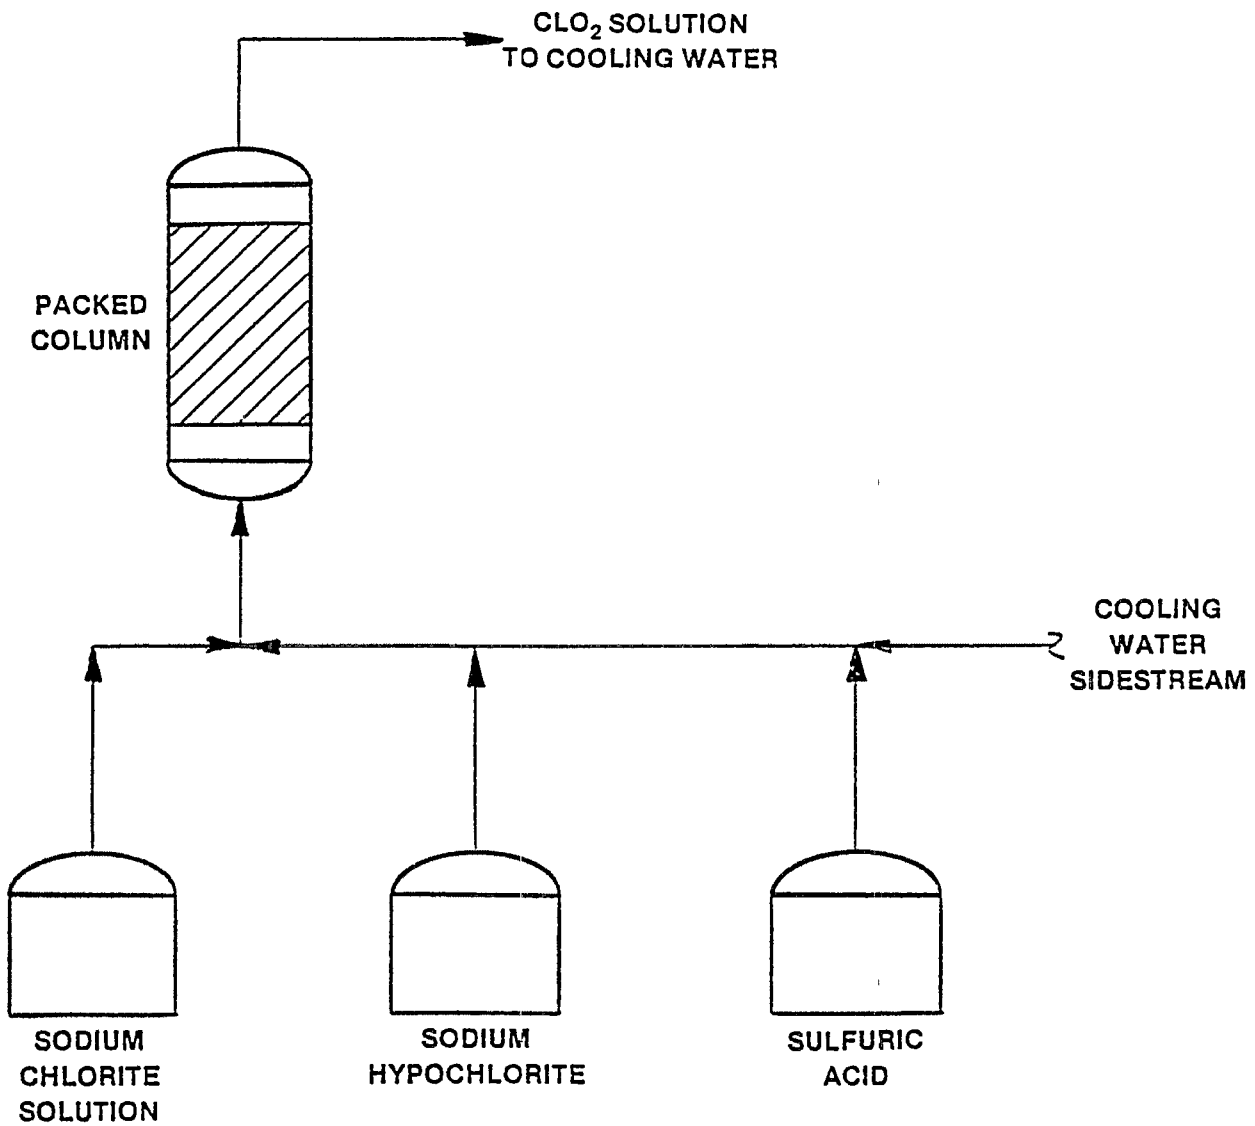 CLO₂ SOLUTION
TO COOLING WATER
PACKED
COLUMN
COOLING
WATER
SIDESTREAM
SODIUM
CHLORITE
SOLUTION
SODIUM
HYPOCHLORITE
SULFURIC
ACID